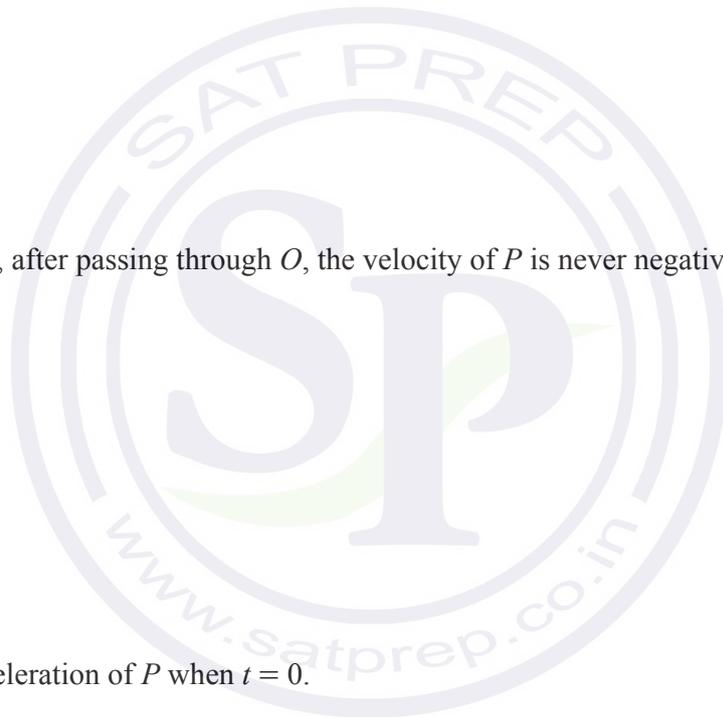 SAT PREP
, after passing through O, the velocity of P is never negativ
SP
www.satprep.co.in
eleration of P when t = 0.